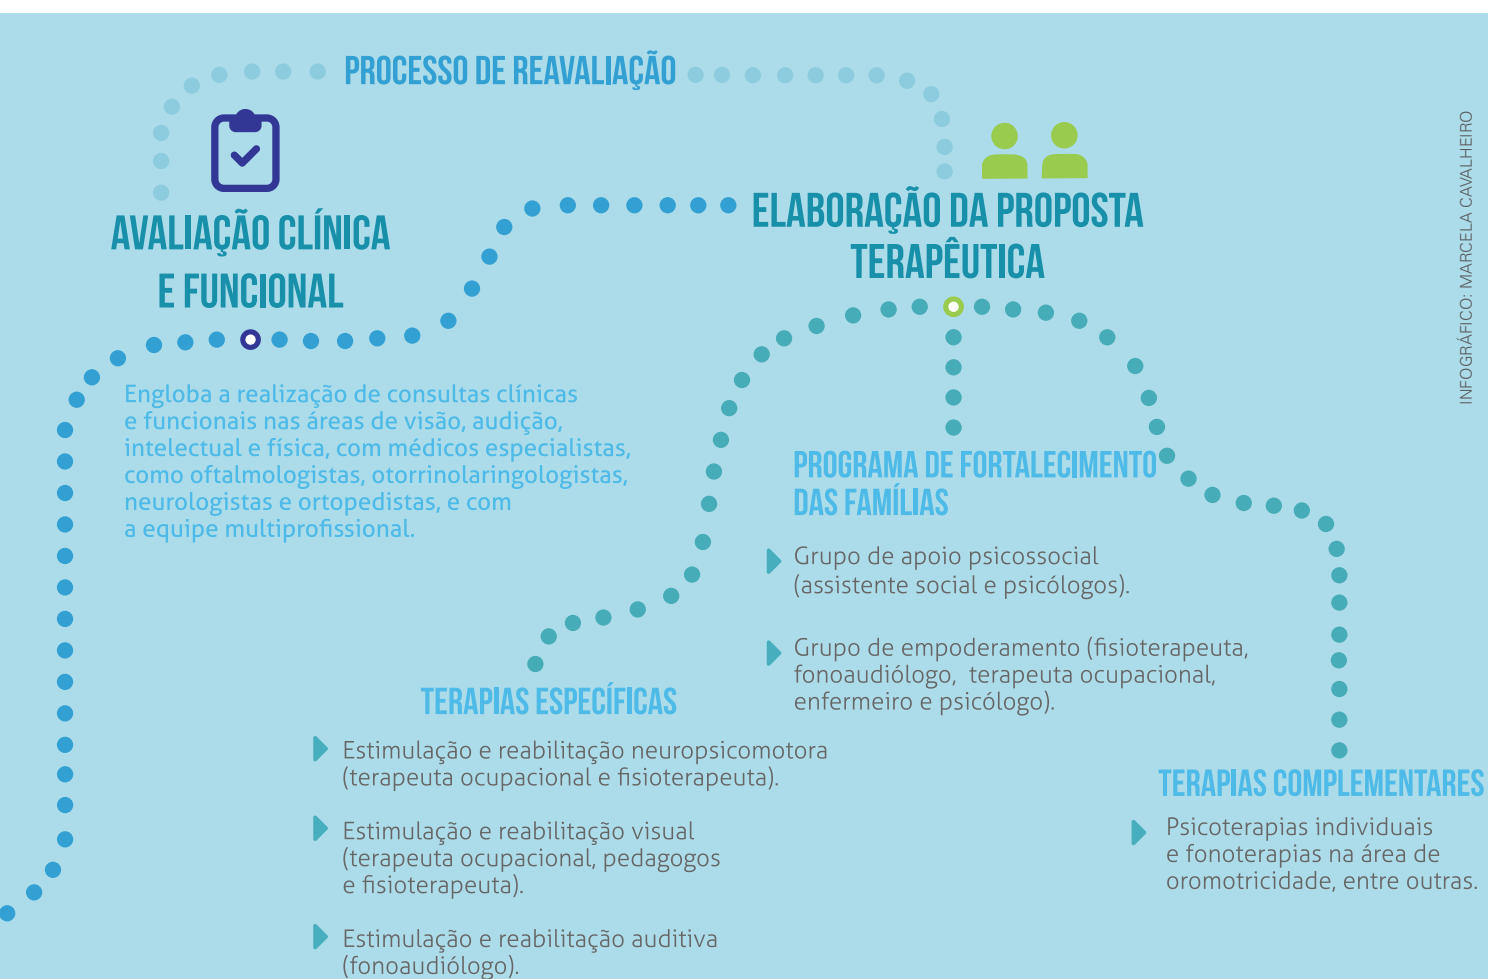 PROCESSO DE REAVALIAÇÃO
AVALIAÇÃO CLÍNICA
E FUNCIONAL
Engloba a realização de consultas clínicas
e funcionais nas áreas de visão, audição,
intelectual e física, com médicos especialistas,
como oftalmologistas, otorrinolaringologistas,
neurologistas e ortopedistas, e com
a equipe multiprofissional.
ELABORAÇÃO DA PROPOSTA
TERAPÊUTICA
PROGRAMA DE FORTALECIMENTO
DAS FAMÍLIAS
Grupo de apoio psicossocial
(assistente social e psicólogos).
Grupo de empoderamento (fisioterapeuta,
fonoaudiólogo, terapeuta ocupacional,
enfermeiro e psicólogo).
TERAPIAS ESPECÍFICAS
Estimulação e reabilitação neuropsicomotora
(terapeuta ocupacional e fisioterapeuta).
Estimulação e reabilitação visual
(terapeuta ocupacional, pedagogos
e fisioterapeuta).
Estimulação e reabilitação auditiva
(fonoaudiólogo).
TERAPIAS COMPLEMENTARES
Psicoterapias individuais
e fonoterapias na área de
oromotricidade, entre outras.
INFOGRÁFICO: MARCELA CAVALHEIRO